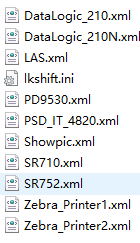 DataLogic_210.xml
DataLogic_210N.xml
LAS.xml
lkshift.ini
PD9530.xml
PSD_IT_4820.xml
Showpic.xml
SR710.xml
SR752.xml
Zebra_Printer1.xml
Zebra_Printer2.xml